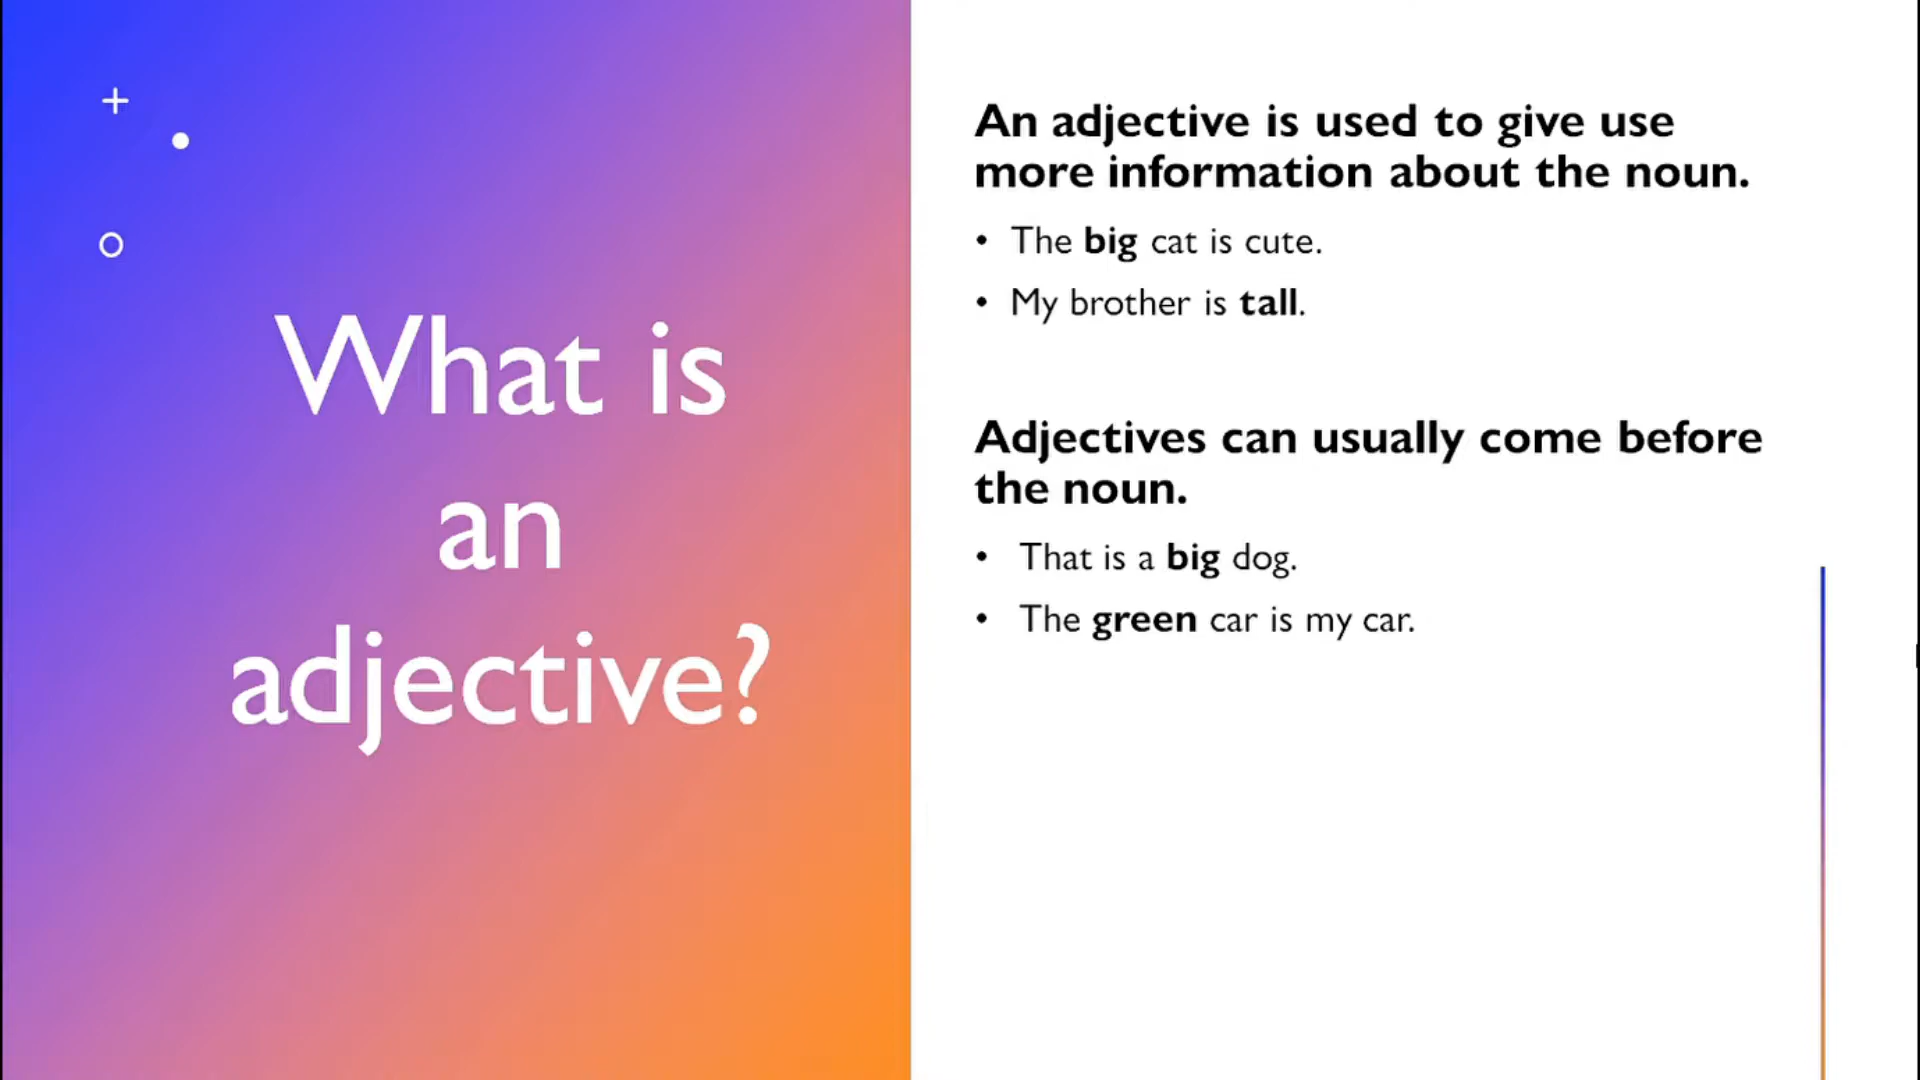 What is
an
adjective?
An adjective is used to give use
more information about the noun.
• The big cat is cute.
• My brother is tall.
Adjectives can usually come before
the noun.
• That is a big dog.
• The green car is my car.